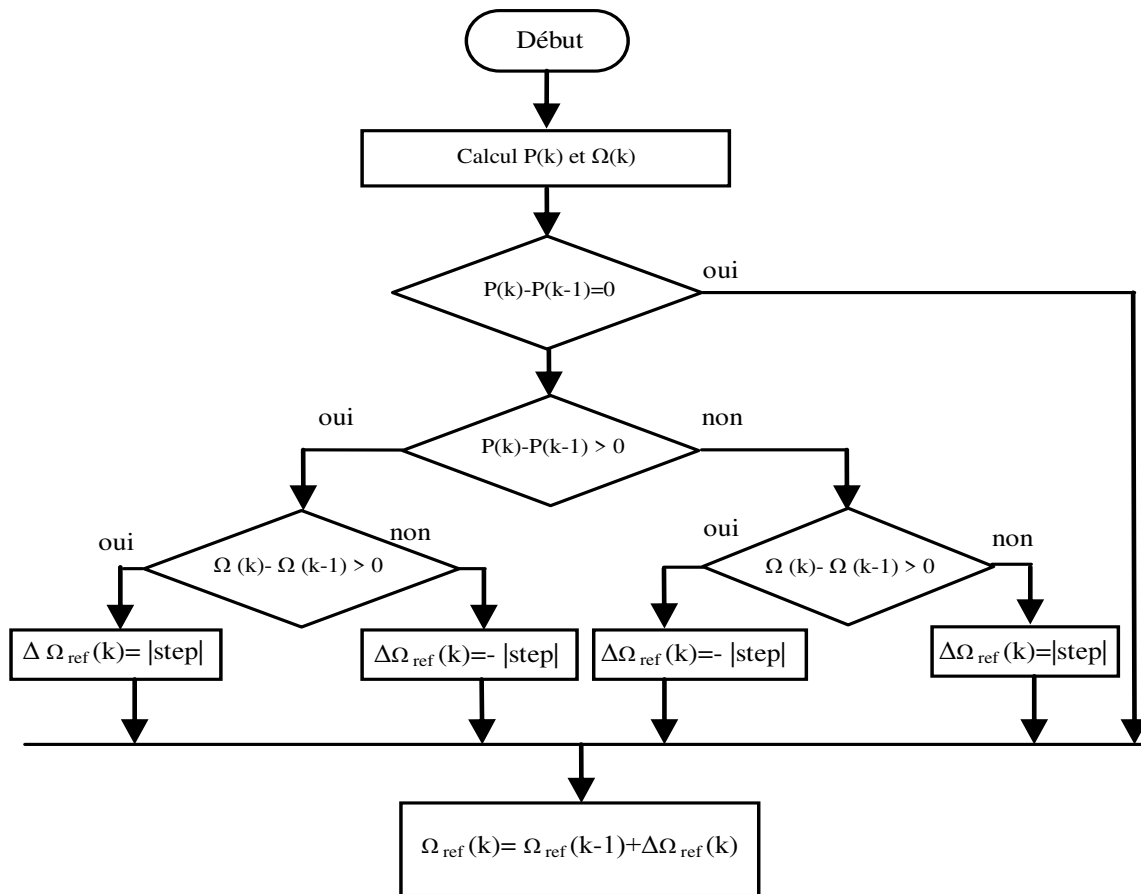 Début
Calcul P(k) et Ω(k)
P(k)-P(k-1)=0
oui
P(k)-P(k-1) > 0
oui
non
Ω (k)- Ω (k-1) > 0
oui
non
Ω (k)- Ω (k-1) > 0
oui
non
Δ Ω ref (k)= |step|
ΔΩ ref (k)=- |step|
ΔΩ ref (k)=- |step|
ΔΩ ref (k)=|step|
Ω ref (k)= Ω ref (k-1)+ΔΩ ref (k)